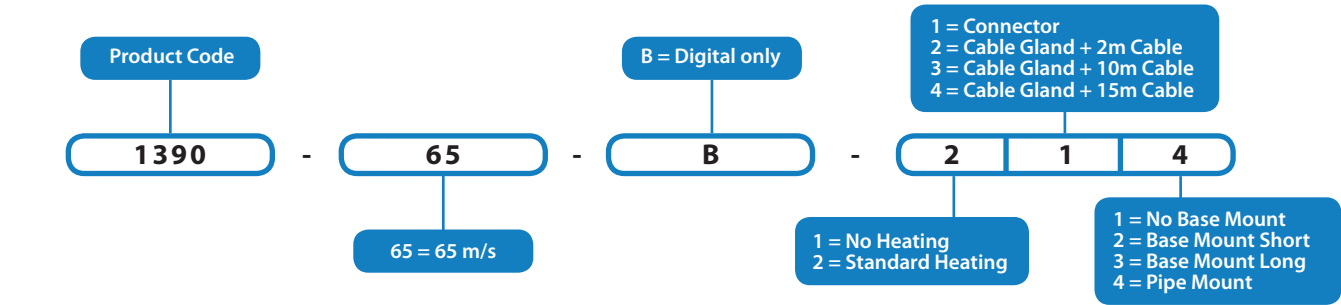 Product Code
B = Digital only
1 = Connector
2 = Cable Gland + 2m Cable
3 = Cable Gland + 10m Cable
4 = Cable Gland + 15m Cable
1390 - 65 - B - 2 1 4
65 = 65 m/s
1 = No Heating
2 = Standard Heating
1 = No Base Mount
2 = Base Mount Short
3 = Base Mount Long
4 = Pipe Mount